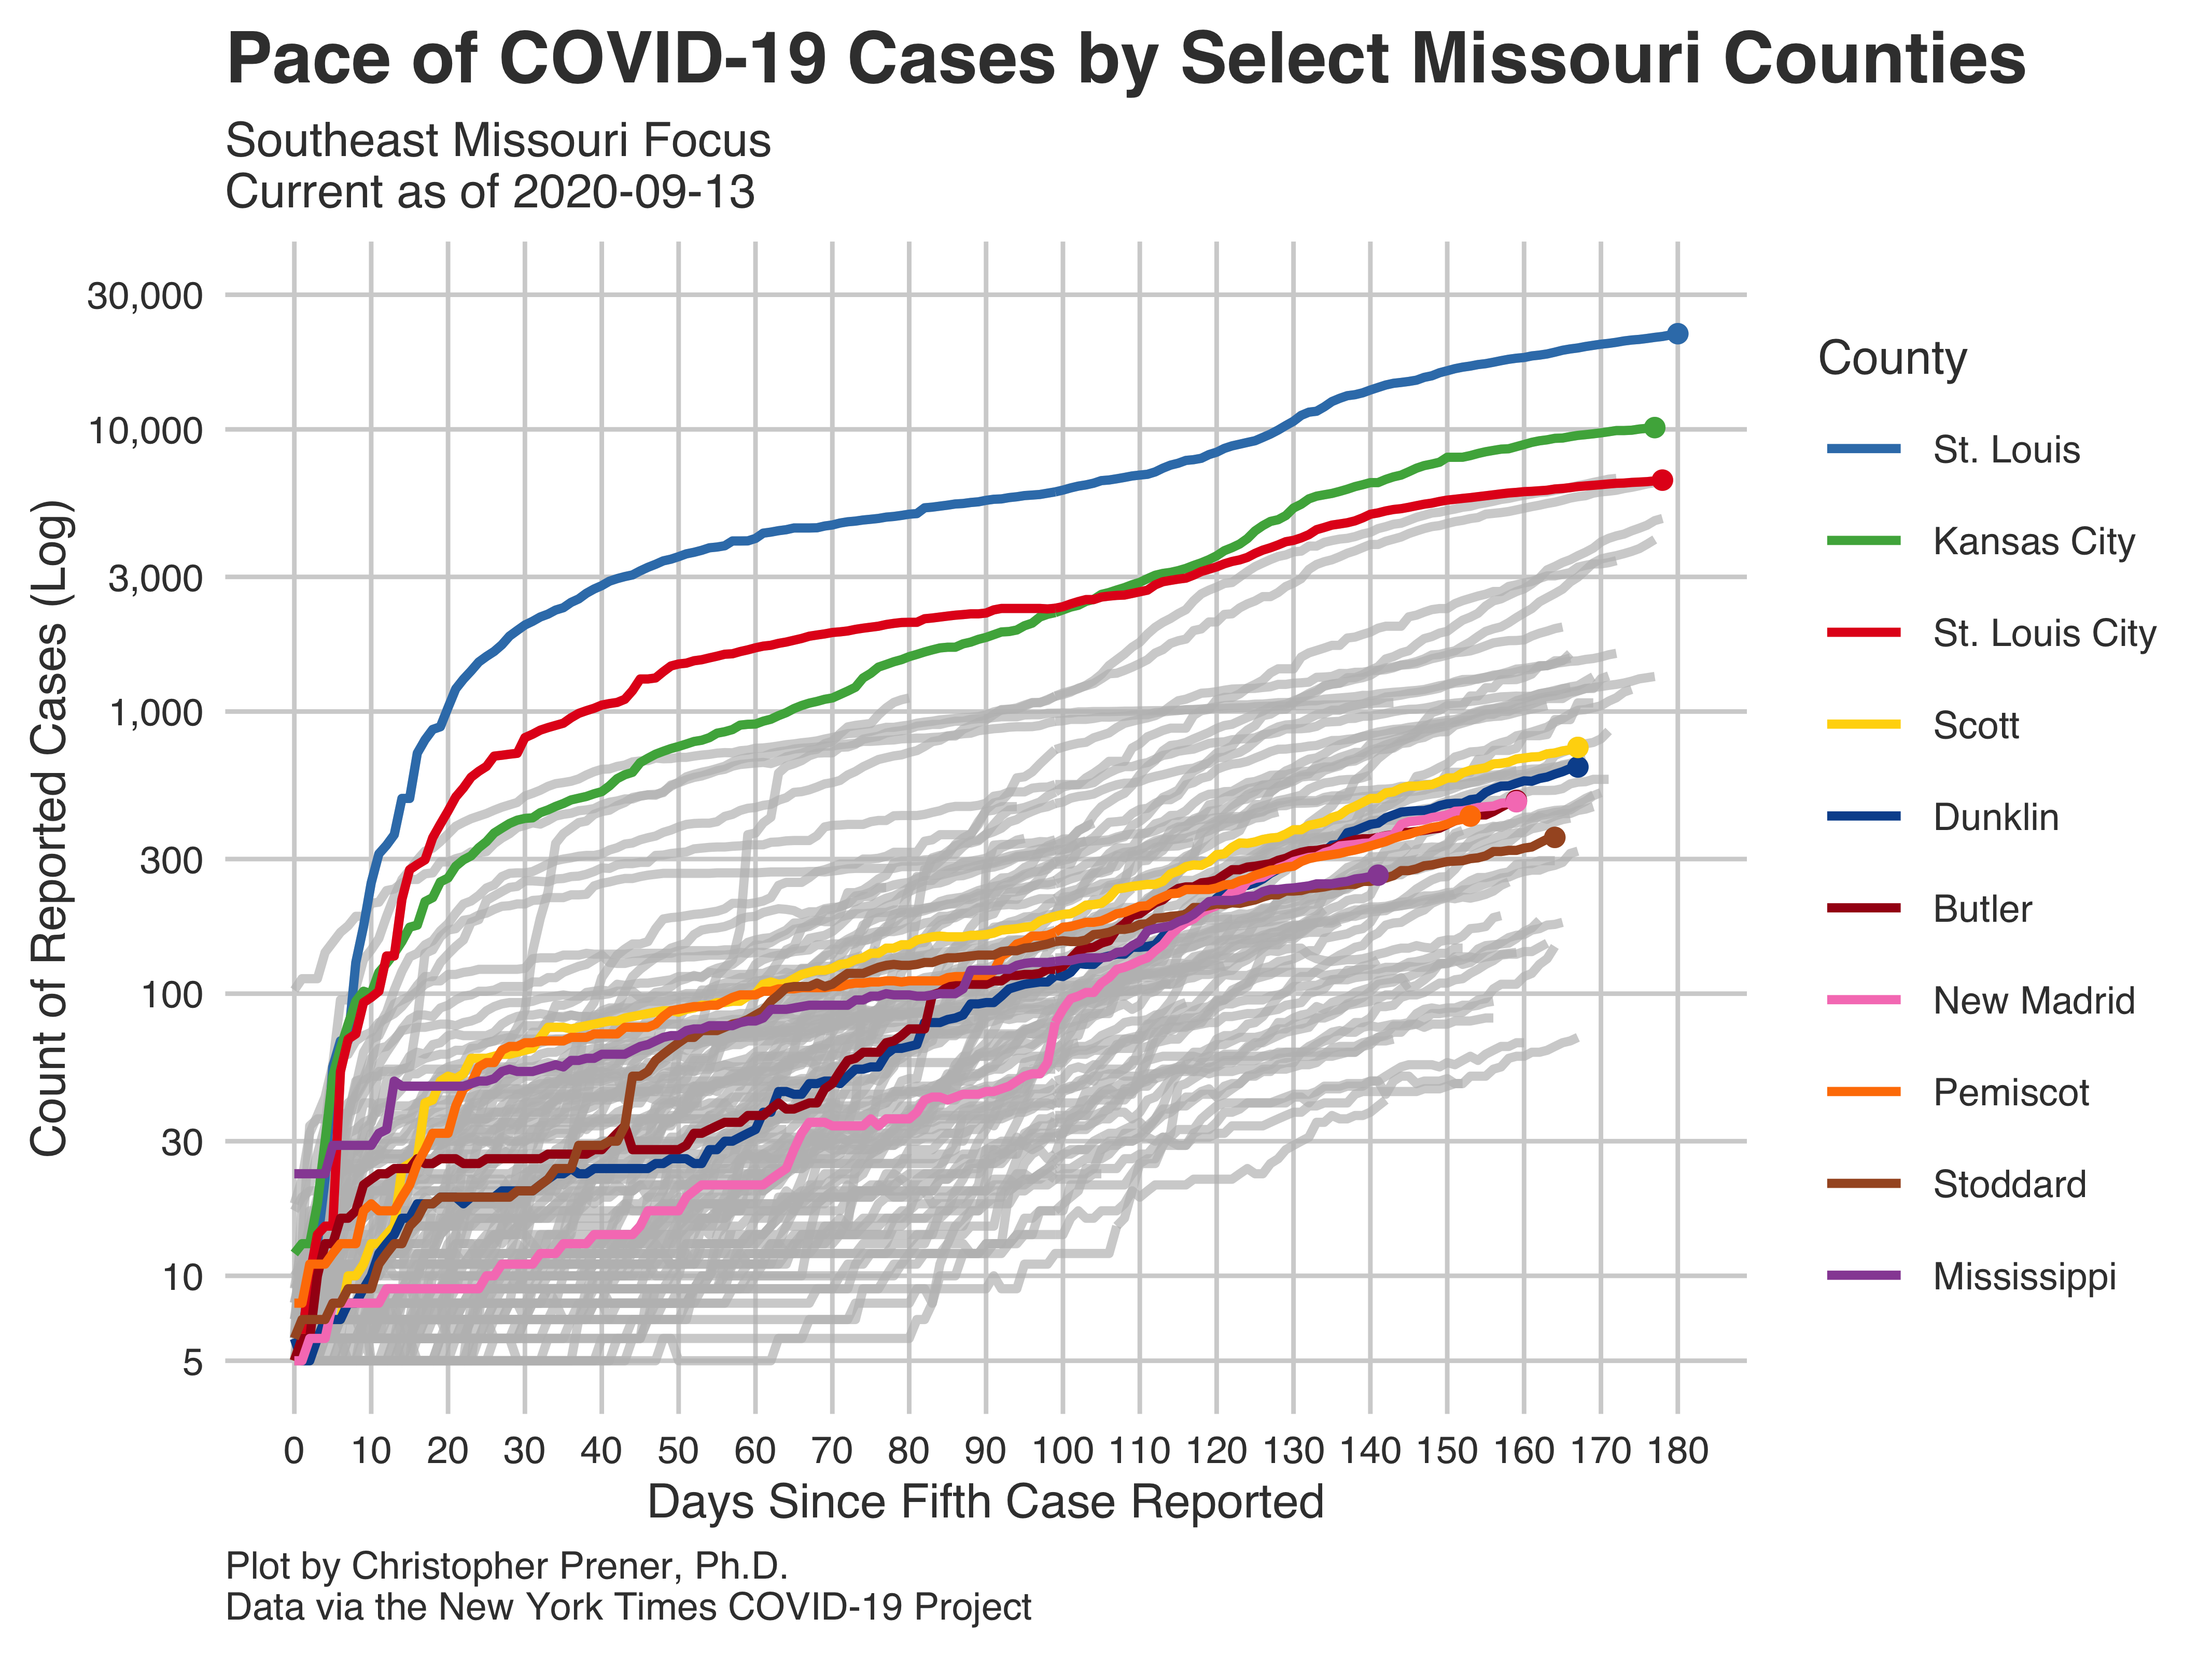 Pace of COVID-19 Cases by Select Missouri Counties
Southeast Missouri Focus
Current as of 2020-09-13
Count of Reported Cases (Log)
30,000
10,000
3,000
1,000
300
100
30
10
5
0 10 20 30 40 50 60 70 80 90 100 110 120 130 140 150 160 170 180
Days Since Fifth Case Reported
County
St. Louis
Kansas City
St. Louis City
Scott
Dunklin
Butler
New Madrid
Pemiscot
Stoddard
Mississippi
Plot by Christopher Prener, Ph.D.
Data via the New York Times COVID-19 Project